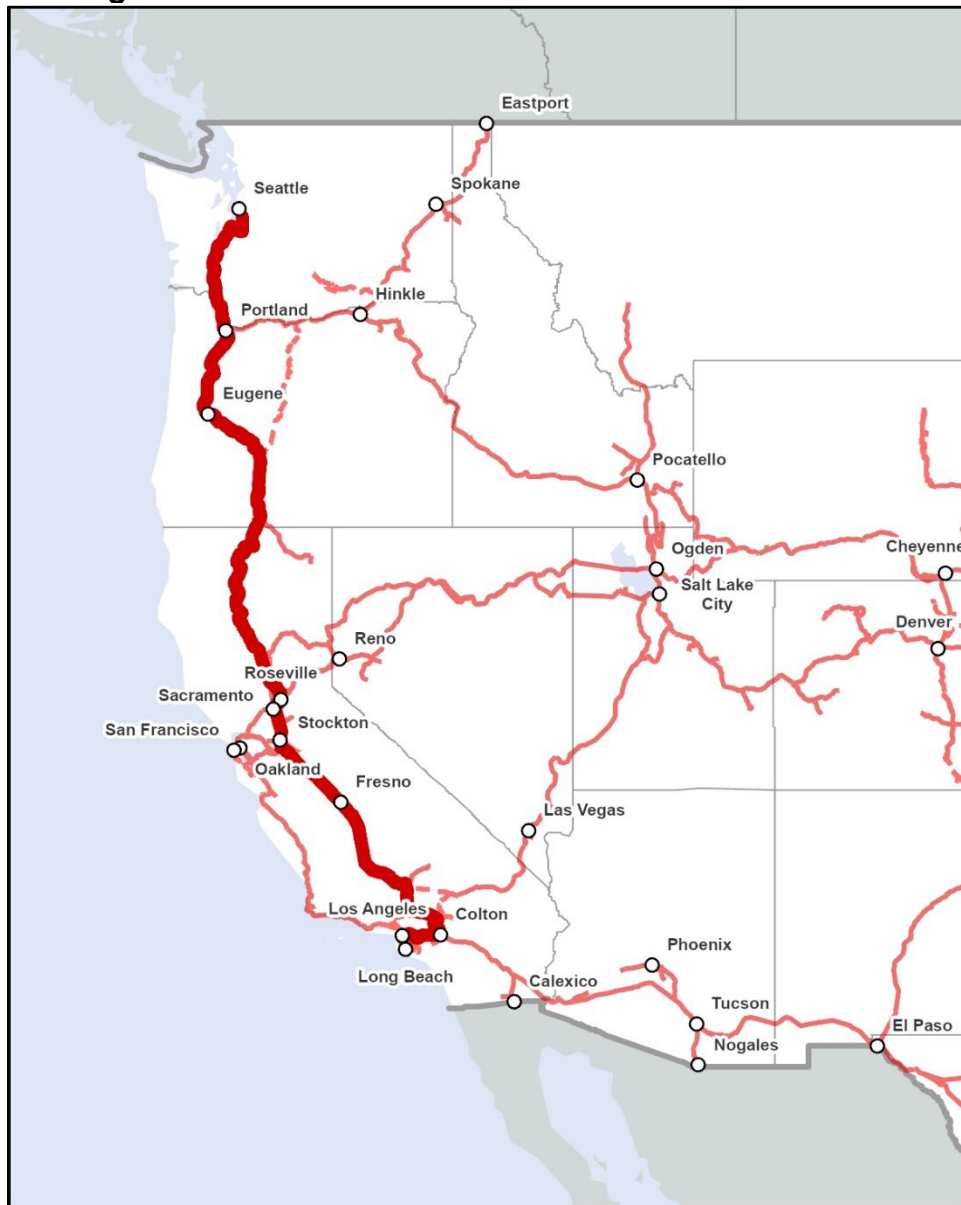 Eastport
Seattle
Spokane
Hinkle
Portland
Eugene
Pocatello
Ogden
Cheyenne
Salt Lake
City
Denver
Reno
Roseville
Sacramento
Stockton
San Francisco
Oakland
Fresno
Las Vegas
Los Angeles
Colton
Phoenix
Long Beach
Calexico
Tucson
El Paso
Nogales